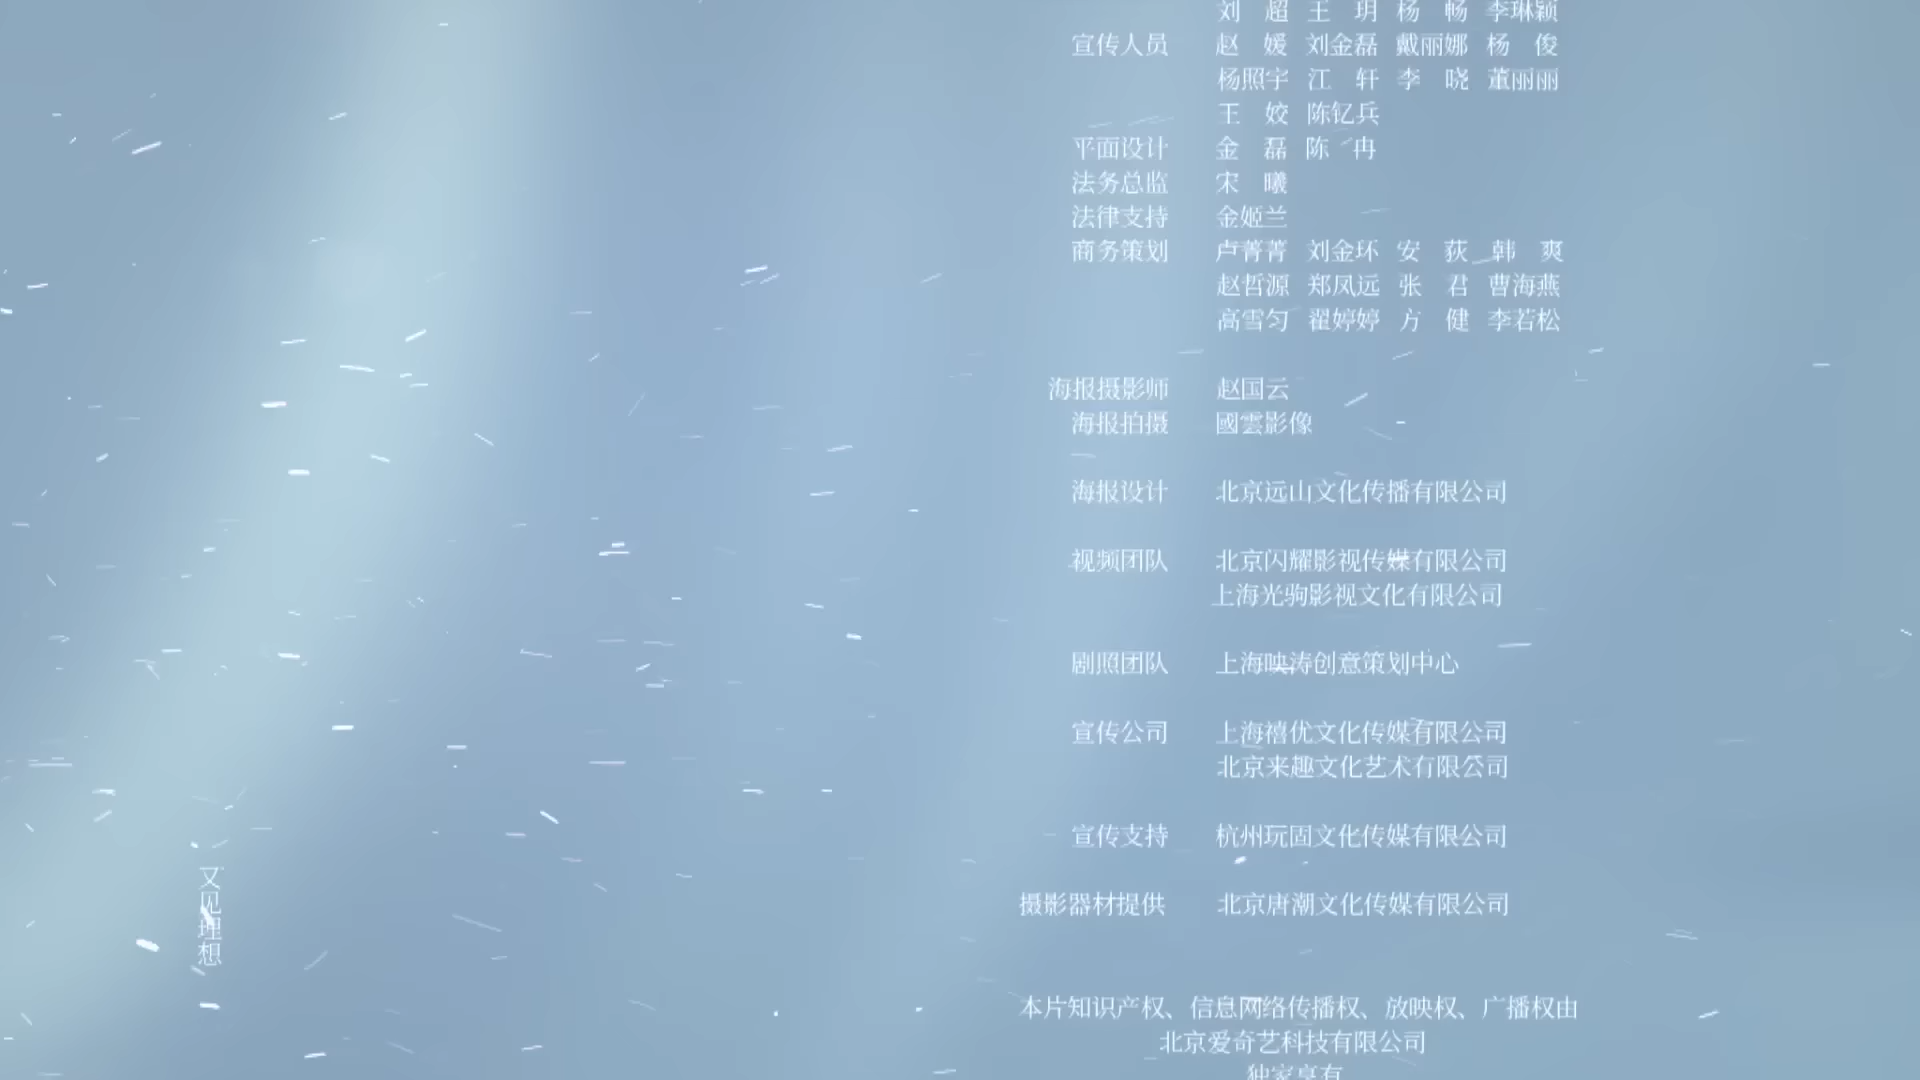 刘　超 王　玥 杨　畅 李琳颖
宣传人员 赵　媛 刘金磊 戴丽娜 杨　俊
杨照宇 江　轩 李　晓 董丽丽
王　姣 陈钇兵
平面设计 金　磊 陈　冉
法务总监 宋　曦
法律支持 金姬兰
商务策划 卢菁菁 刘金环 安　荻 韩　爽
赵哲源 郑凤远 张　君 曹海燕
高雪匀 翟婷婷 方　健 李若松
海报摄影师 赵国云
海报拍摄 國雲影像
海报设计 北京远山文化传播有限公司
视频团队 北京闪耀影视传媒有限公司
上海光驹影视文化有限公司
剧照团队 上海映涛创意策划中心
宣传公司 上海禧优文化传媒有限公司
北京来趣文化艺术有限公司
宣传支持 杭州玩固文化传媒有限公司
摄影器材提供 北京唐潮文化传媒有限公司
本片知识产权、信息网络传播权、放映权、广播权由
北京爱奇艺科技有限公司
独家享有
又见理想